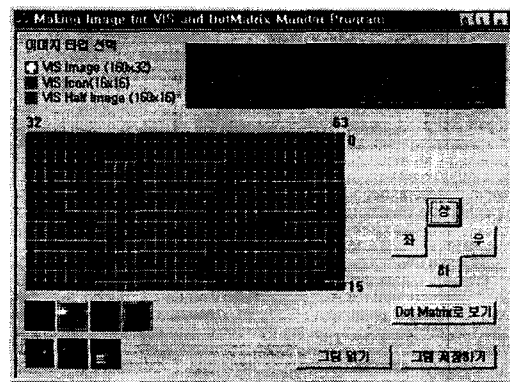 Making Image for VIS and DotMatrix Monitor Program
이미지 타입 선택
VIS Image (160x32)
VIS Icon(16x16)
VIS Half Image (160x16)
32 63
0
상
좌 우
하
15
Dot Matrix로 보기
그림 읽기 그림 저장하기